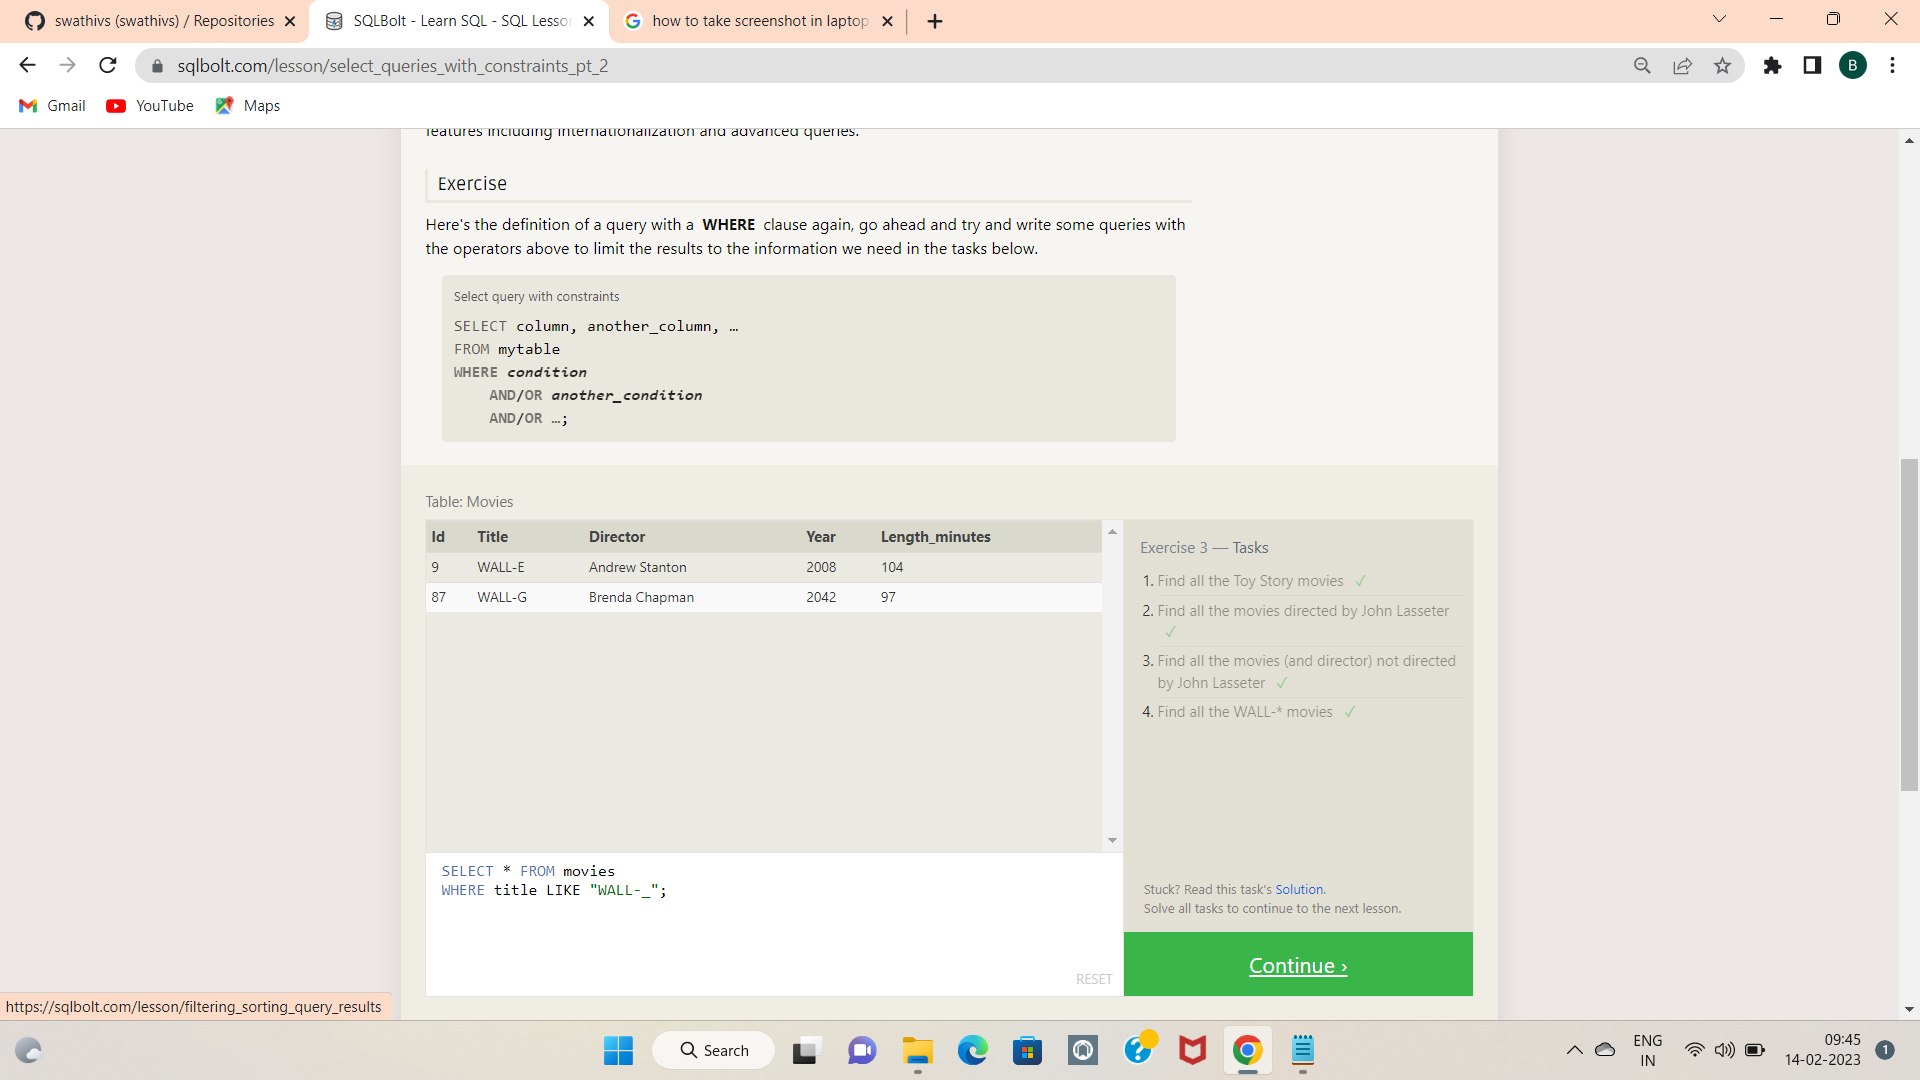 swathivs (swathivs) / Repositories
SQLBolt - Learn SQL - SQL Lesson
how to take screenshot in laptop
sqlbolt.com/lesson/select_queries_with_constraints_pt_2
B
Gmail
YouTube
Maps
features including internationalization and advanced queries.
Exercise
Here's the definition of a query with a WHERE clause again, go ahead and try and write some queries with
the operators above to limit the results to the information we need in the tasks below.
Select query with constraints
SELECT column, another_column, …
FROM mytable
WHERE condition
AND/OR another_condition
AND/OR …;
Table: Movies
Id Title Director Year Length_minutes
9 WALL-E Andrew Stanton 2008 104
87 WALL-G Brenda Chapman 2042 97
SELECT * FROM movies
WHERE title LIKE "WALL-_";
RESET
Exercise 3 — Tasks
1. Find all the Toy Story movies ✓
2. Find all the movies directed by John Lasseter
✓
3. Find all the movies (and director) not directed
by John Lasseter ✓
4. Find all the WALL-* movies ✓
Stuck? Read this task's Solution.
Solve all tasks to continue to the next lesson.
Continue ›
https://sqlbolt.com/lesson/filtering_sorting_query_results
Search
ENG
IN
09:45
14-02-2023
1